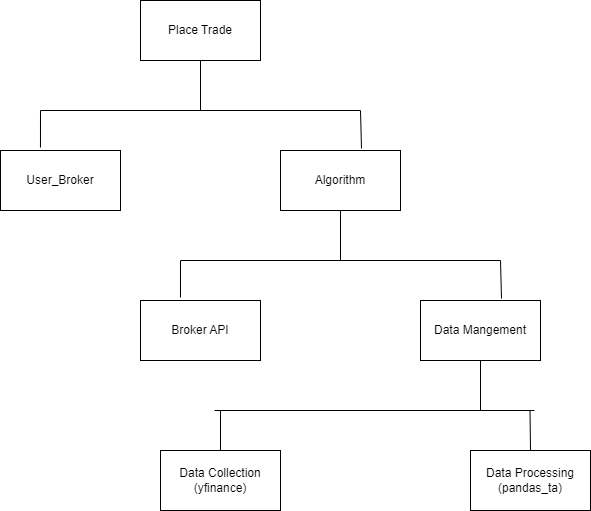 Place Trade
User_Broker
Algorithm
Broker API
Data Mangement
Data Collection
(yfinance)
Data Processing
(pandas_ta)